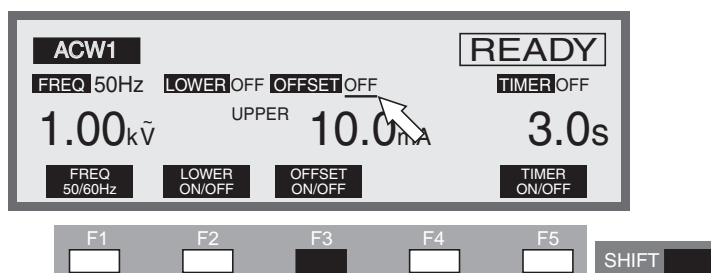 ACW1 READY
FREQ 50Hz LOWER OFF OFFSET OFF TIMER OFF
UPPER
1.00kṼ 10.0mA 3.0s
FREQ 50/60Hz
LOWER ON/OFF
OFFSET ON/OFF
TIMER ON/OFF
F1 F2 F3 F4 F5
SHIFT